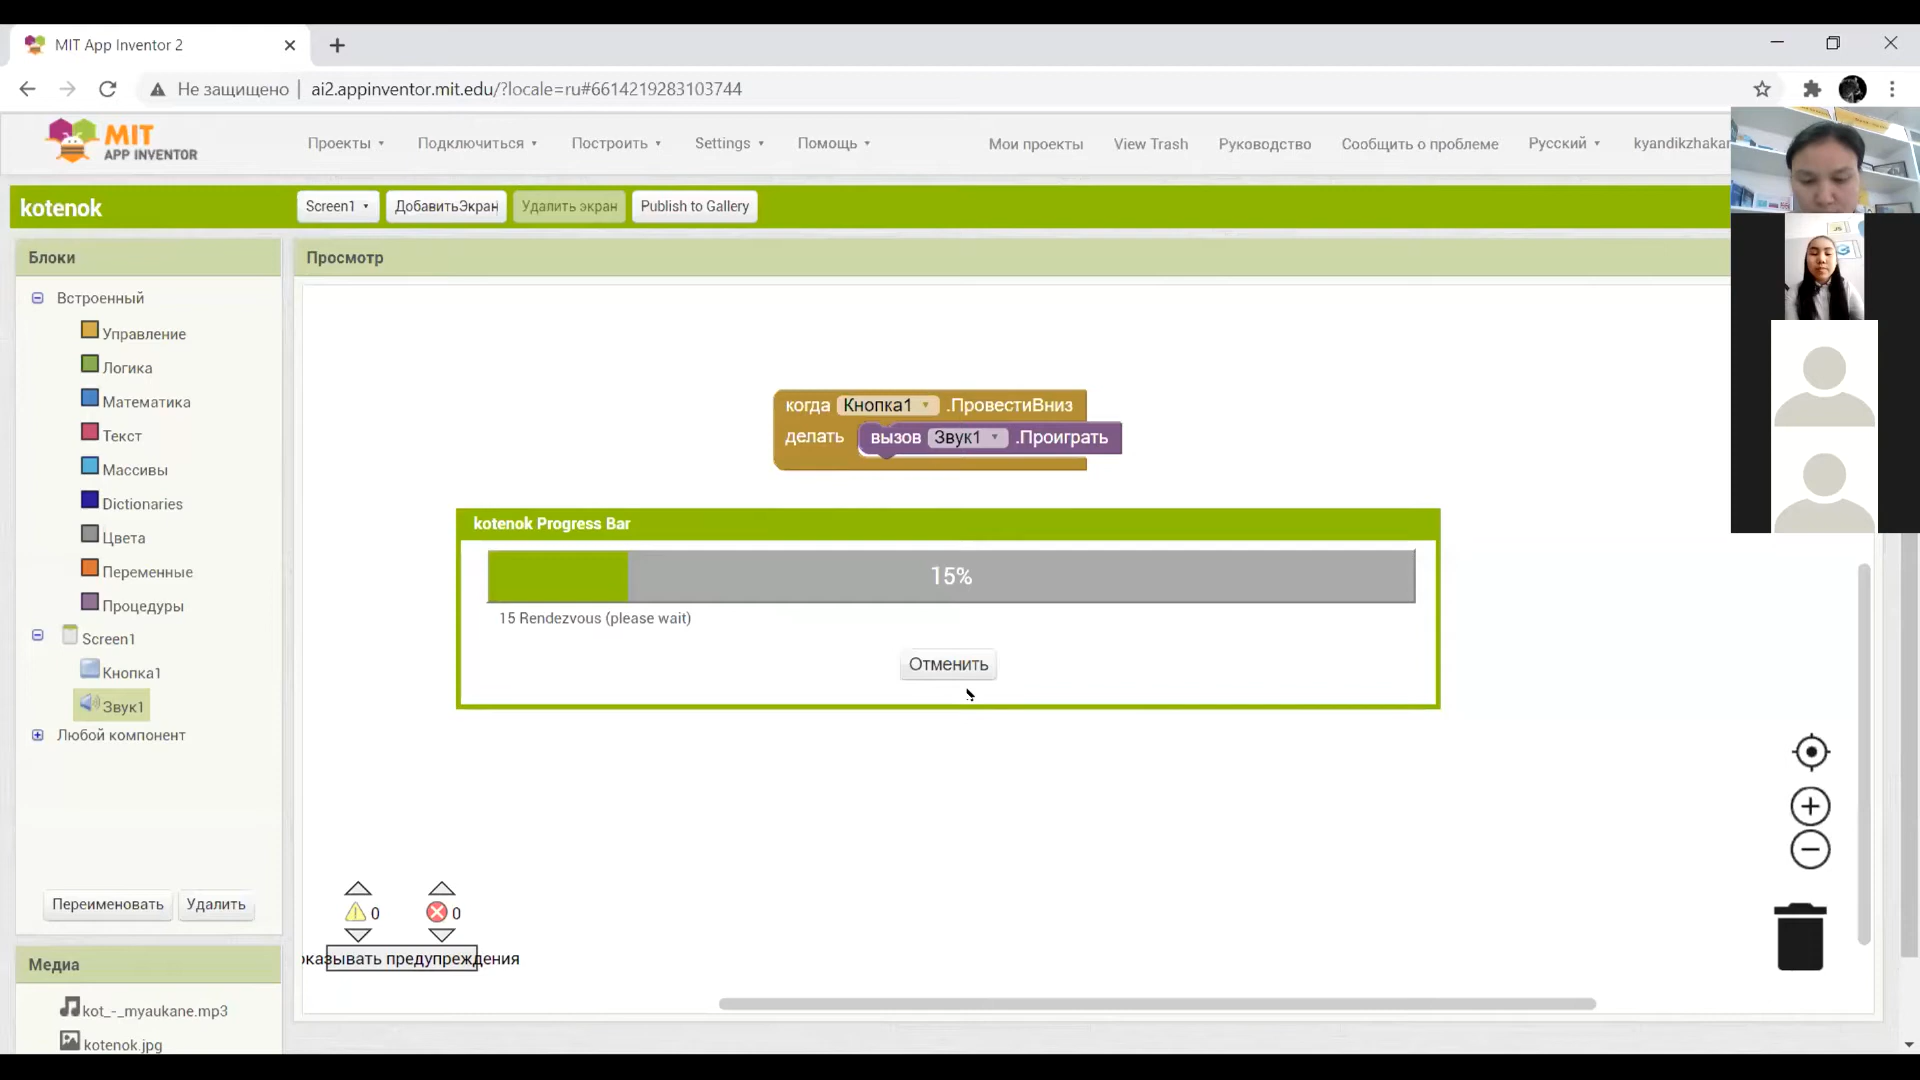 MIT App Inventor 2
Не защищено
ai2.appinventor.mit.edu/?locale=ru#6614219283103744
MIT
APP INVENTOR
Проекты
Подключиться
Построить
Settings
Помощь
Мои проекты
View Trash
Руководство
Сообщить о проблеме
Русский
kyandikzhakar
kotenok
Screen1
ДобавитьЭкран
Удалить экран
Publish to Gallery
Блоки
Встроенный
Управление
Логика
Математика
Текст
Массивы
Dictionaries
Цвета
Переменные
Процедуры
Screen1
Кнопка1
Звук1
Любой компонент
Переименовать
Удалить
Медиа
kot_-_myaukane.mp3
kotenok.jpg
Просмотр
когда Кнопка1 .ПровестиВниз
делать вызов Звук1 .Проиграть
kotenok Progress Bar
15%
15 Rendezvous (please wait)
Отменить
0
0
оказывать предупреждения